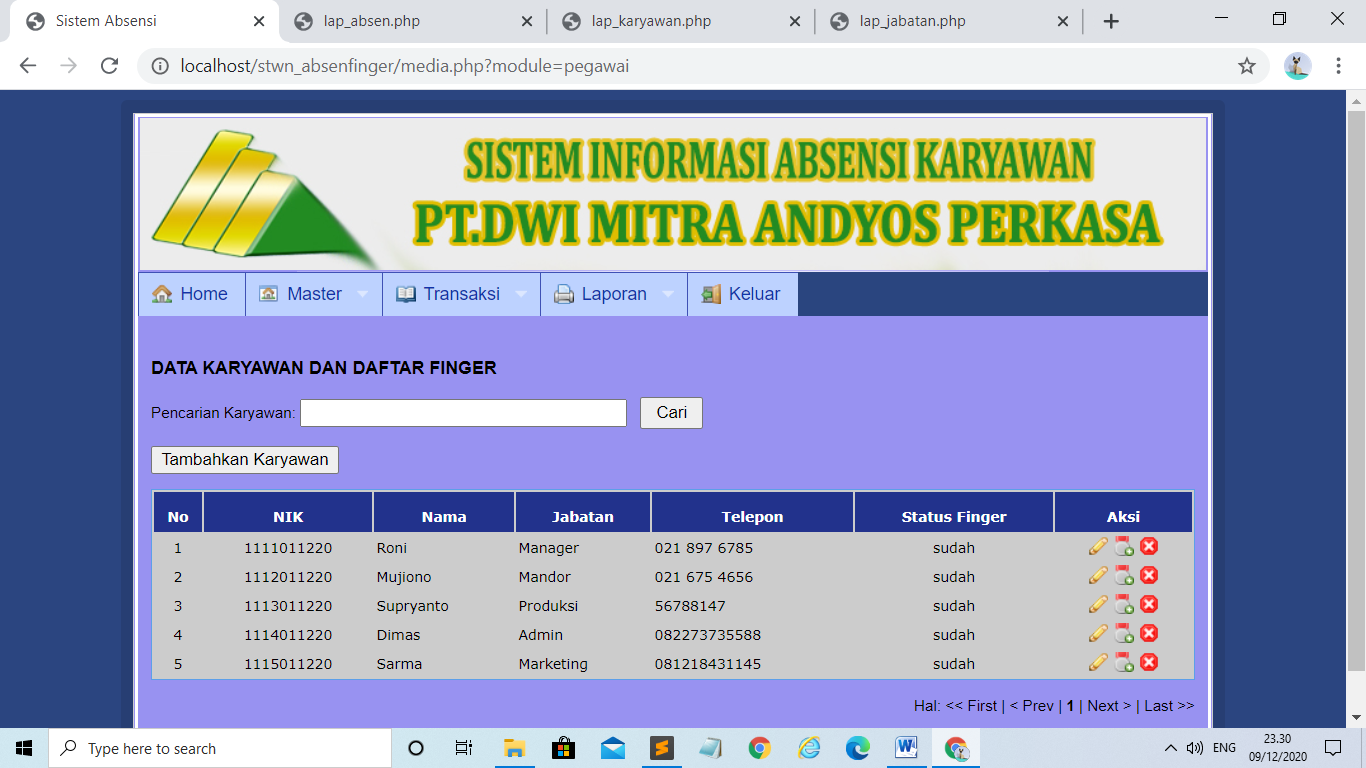 Sistem Absensi lap_absen.php lap_karyawan.php lap_jabatan.php
localhost/stwn_absenfinger/media.php?module=pegawai
SISTEM INFORMASI ABSENSI KARYAWAN
PT.DWI MITRA ANDYOS PERKASA
Home Master Transaksi Laporan Keluar
DATA KARYAWAN DAN DAFTAR FINGER
Pencarian Karyawan: Cari
Tambahkan Karyawan
No NIK Nama Jabatan Telepon Status Finger Aksi
1 1111011220 Roni Manager 021 897 6785 sudah
2 1112011220 Mujiono Mandor 021 675 4656 sudah
3 1113011220 Supryanto Produksi 56788147 sudah
4 1114011220 Dimas Admin 082273735588 sudah
5 1115011220 Sarma Marketing 081218431145 sudah
Hal: << First | < Prev | 1 | Next > | Last >>
Type here to search ENG 23.30
09/12/2020